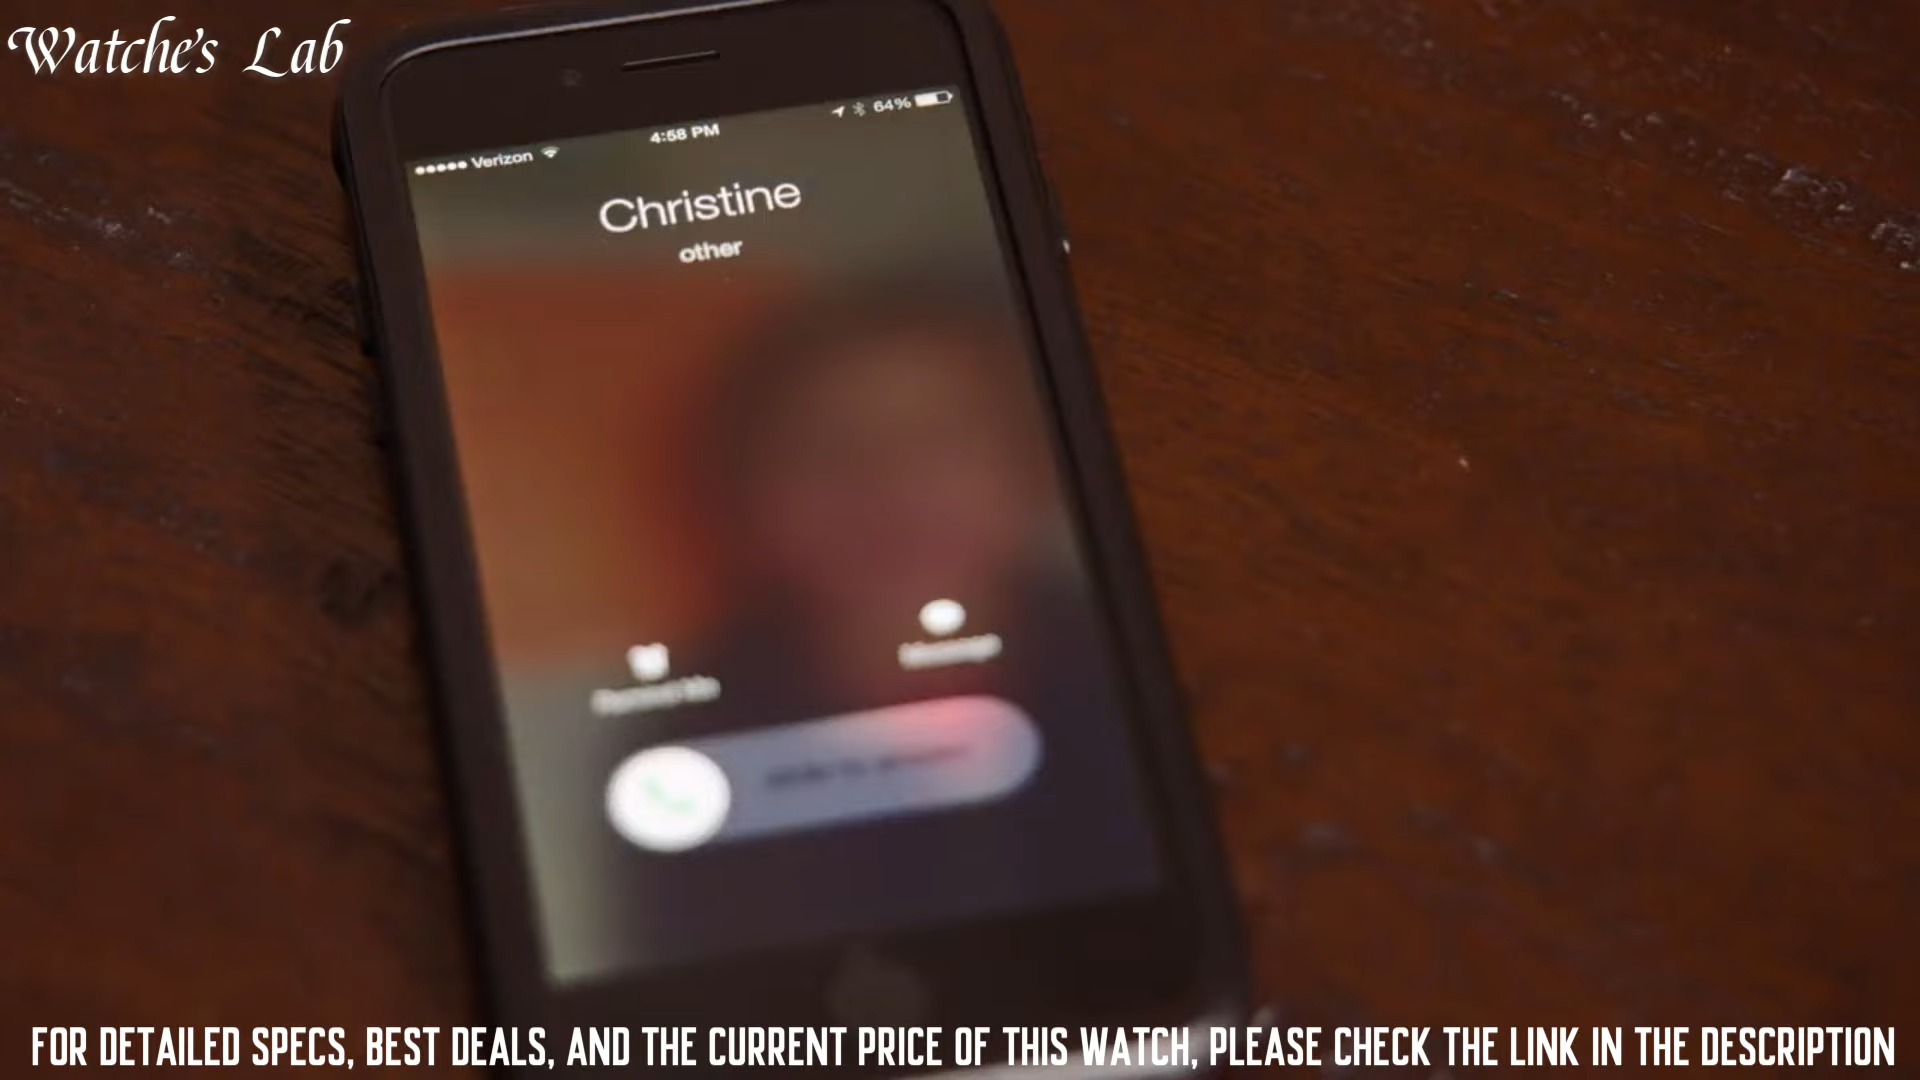 Watche's Lab
64%
4:58 PM
Verizon
Christine
other
FOR DETAILED SPECS, BEST DEALS, AND THE CURRENT PRICE OF THIS WATCH, PLEASE CHECK THE LINK IN THE DESCRIPTION